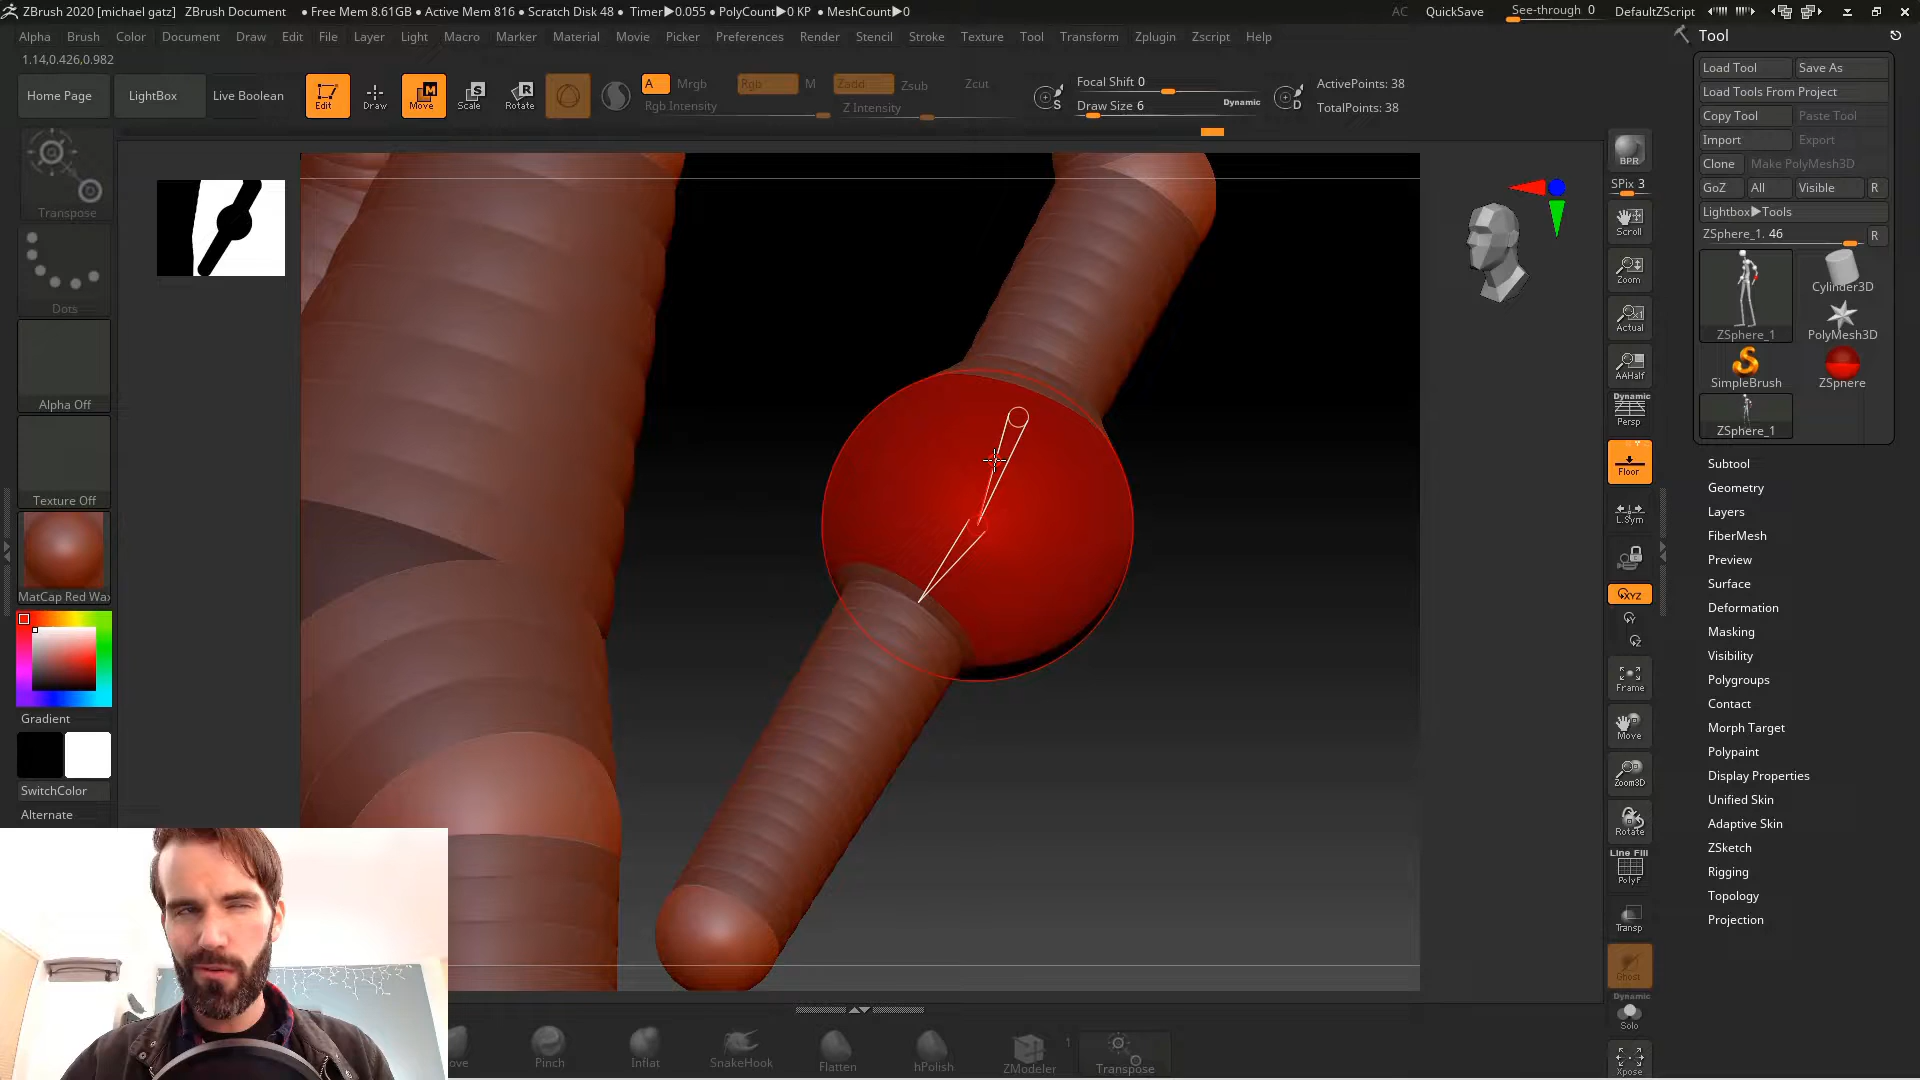 ZBrush 2020 [michael gatz] ZBrush Document ● Free Mem 8.61GB ● Active Mem 816 ● Scratch Disk 48 ● Timer▶0.055 ● PolyCount▶0 KP ● MeshCount▶0 AC QuickSave See-through 0 DefaultZScript
Alpha Brush Color Document Draw Edit File Layer Light Macro Marker Material Movie Picker Preferences Render Stencil Stroke Texture Tool Transform Zplugin Zscript Help
1.14,0.426,0.982
Home Page LightBox Live Boolean Edit Draw Move Scale Rotate
A Mrgb Rgb M Zadd Zsub Zcut
Rgb Intensity Z Intensity
S Focal Shift 0
Draw Size 6 Dynamic D
ActivePoints: 38
TotalPoints: 38
Transpose
Dots
Alpha Off
Texture Off
MatCap Red Wax
Gradient
SwitchColor
Alternate
Pinch Inflat SnakeHook Flatten hPolish ZModeler 1 Transpose
BPR
SPix 3
Scroll
Zoom
Actual
AAHalf
Dynamic
Persp
Floor
L.Sym
XYZ
Frame
Move
Zoom3D
Rotate
Line Fill
PolyF
Transp
Ghost
Dynamic
Solo
Xpose
Tool
Load Tool Save As
Load Tools From Project
Copy Tool Paste Tool
Import Export
Clone Make PolyMesh3D
GoZ All Visible R
Lightbox▶Tools
ZSphere_1. 46 R
ZSphere_1 Cylinder3D
PolyMesh3D
SimpleBrush ZSphere
ZSphere_1
Subtool
Geometry
Layers
FiberMesh
Preview
Surface
Deformation
Masking
Visibility
Polygroups
Contact
Morph Target
Polypaint
Display Properties
Unified Skin
Adaptive Skin
ZSketch
Rigging
Topology
Projection